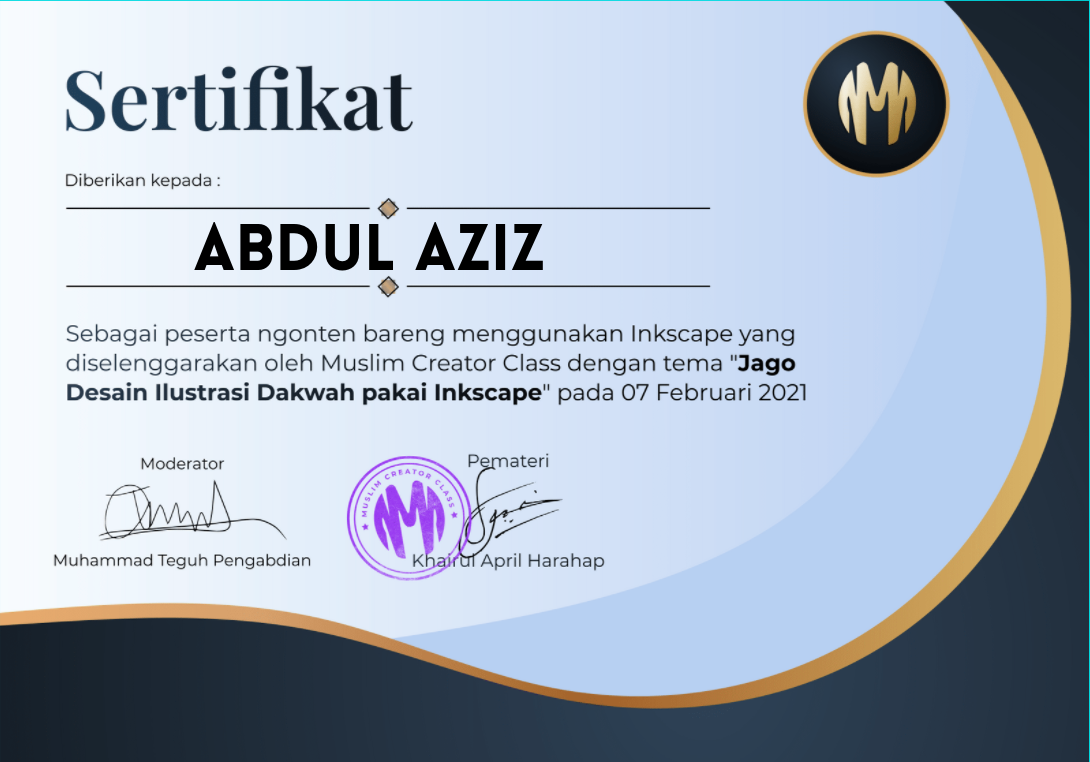 Sertifikat
Diberikan kepada :
ABDUL AZIZ
Sebagai peserta ngonten bareng menggunakan Inkscape yang
diselenggarakan oleh Muslim Creator Class dengan tema "Jago
Desain Ilustrasi Dakwah pakai Inkscape" pada 07 Februari 2021
Moderator
Muhammad Teguh Pengabdian
MUSLIM CREATOR CLASS
Pemateri
Khairul April Harahap